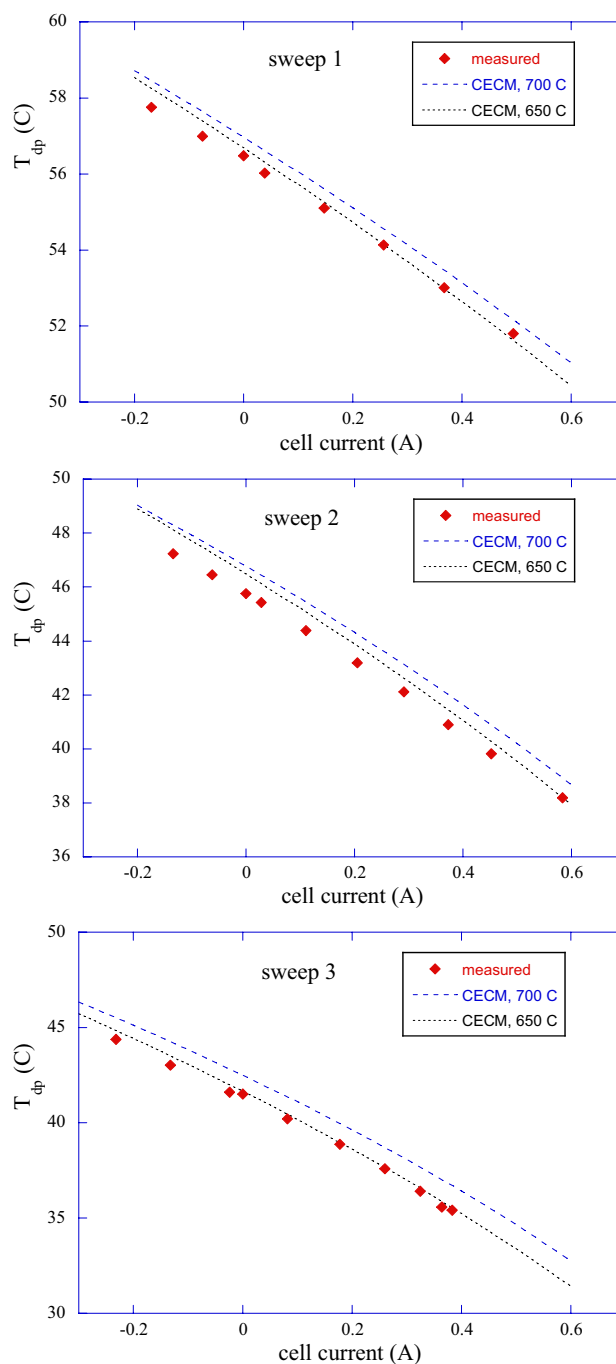 60
sweep 1
measured
CECM, 700 C
CECM, 650 C
58
56
54
52
50
T_dp (C)
-0.2 0 0.2 0.4 0.6
cell current (A)
50
sweep 2
measured
CECM, 700 C
CECM, 650 C
48
46
44
42
40
38
36
T_dp (C)
-0.2 0 0.2 0.4 0.6
cell current (A)
50
sweep 3
measured
CECM, 700 C
CECM, 650 C
45
40
35
30
T_dp (C)
-0.2 0 0.2 0.4 0.6
cell current (A)